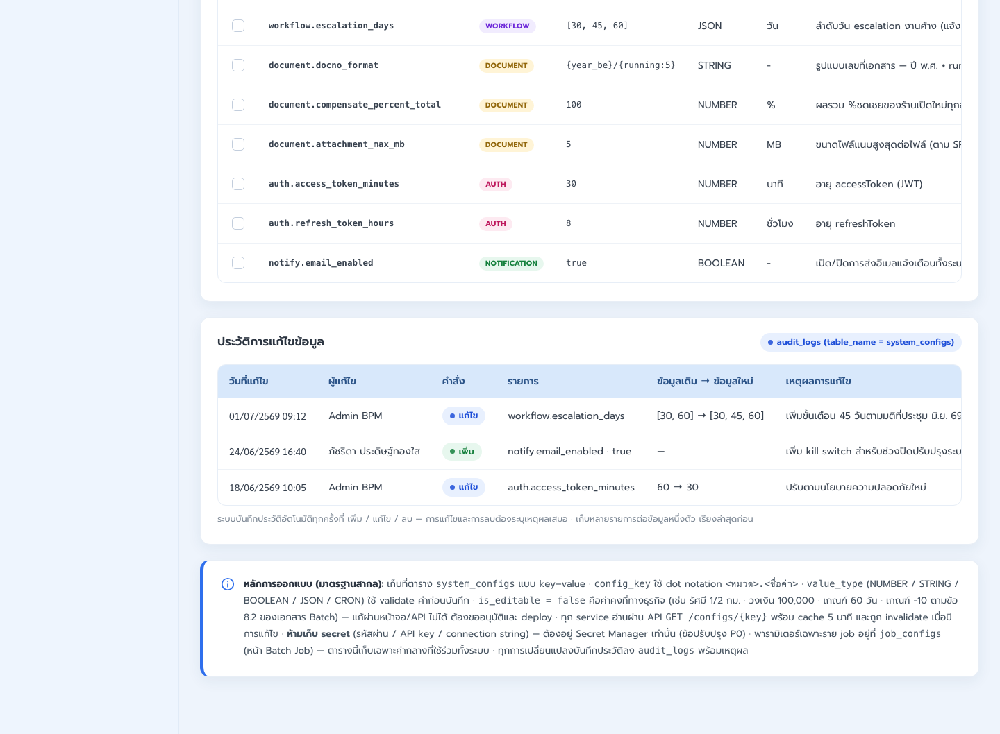 workflow.escalation_days WORKFLOW [30, 45, 60] JSON วัน ลำดับวัน escalation งานค้าง (แจ้ง
document.docno_format DOCUMENT {year_be}/{running:5} STRING - รูปแบบเลขที่เอกสาร — ปี พ.ศ. + run
document.compensate_percent_total DOCUMENT 100 NUMBER % ผลรวม %ชดเชยของร้านเปิดใหม่ทุก
document.attachment_max_mb DOCUMENT 5 NUMBER MB ขนาดไฟล์แนบสูงสุดต่อไฟล์ (ตาม
auth.access_token_minutes AUTH 30 NUMBER นาที อายุ accessToken (JWT)
auth.refresh_token_hours AUTH 8 NUMBER ชั่วโมง อายุ refreshToken
notify.email_enabled NOTIFICATION true BOOLEAN - เปิด/ปิดการส่งอีเมลแจ้งเตือนทั้งระบ
ประวัติการแก้ไขข้อมูล audit_logs (table_name = system_configs)
วันที่แก้ไข ผู้แก้ไข คำสั่ง รายการ ข้อมูลเดิม → ข้อมูลใหม่ เหตุผลการแก้ไข
01/07/2569 09:12 Admin BPM แก้ไข workflow.escalation_days [30, 60] → [30, 45, 60] เพิ่มขั้นเตือน 45 วันตามมติที่ประชุม มิ.ย. 69
24/06/2569 16:40 ภัชริดา ประดิษฐ์ทองใส เพิ่ม notify.email_enabled · true — เพิ่ม kill switch สำหรับช่วงปิดปรับปรุงระบ
18/06/2569 10:05 Admin BPM แก้ไข auth.access_token_minutes 60 → 30 ปรับตามนโยบายความปลอดภัยใหม่
ระบบบันทึกประวัติอัตโนมัติทุกครั้งที่ เพิ่ม / แก้ไข / ลบ — การแก้ไขและการลบต้องระบุเหตุผลเสมอ · เก็บหลายรายการต่อข้อมูลหนึ่งตัว เรียงล่าสุดก่อน
หลักการออกแบบ (มาตรฐานสากล): เก็บที่ตาราง system_configs แบบ key–value · config_key ใช้ dot notation <หมวด>.<ชื่อค่า> · value_type (NUMBER / STRING /
BOOLEAN / JSON / CRON) ใช้ validate ค่าก่อนบันทึก · is_editable = false คือค่าคงที่ทางธุรกิจ (เช่น รัศมี 1/2 กม. · วงเงิน 100,000 · เกณฑ์ 60 วัน · เกณฑ์ -10 ตามข้อ
8.2 ของเอกสาร Batch) — แก้ผ่านหน้าจอ/API ไม่ได้ ต้องขออนุมัติและ deploy · ทุก service อ่านผ่าน API GET /configs/{key} พร้อม cache 5 นาที และถูก invalidate เมื่อมี
การแก้ไข · ห้ามเก็บ secret (รหัสผ่าน / API key / connection string) — ต้องอยู่ Secret Manager เท่านั้น (ข้อปรับปรุง P0) · พารามิเตอร์เฉพาะราย job อยู่ที่ job_configs
(หน้า Batch Job) — ตารางนี้เก็บเฉพาะค่ากลางที่ใช้ร่วมทั้งระบบ · ทุกการเปลี่ยนแปลงบันทึกประวัติลง audit_logs พร้อมเหตุผล